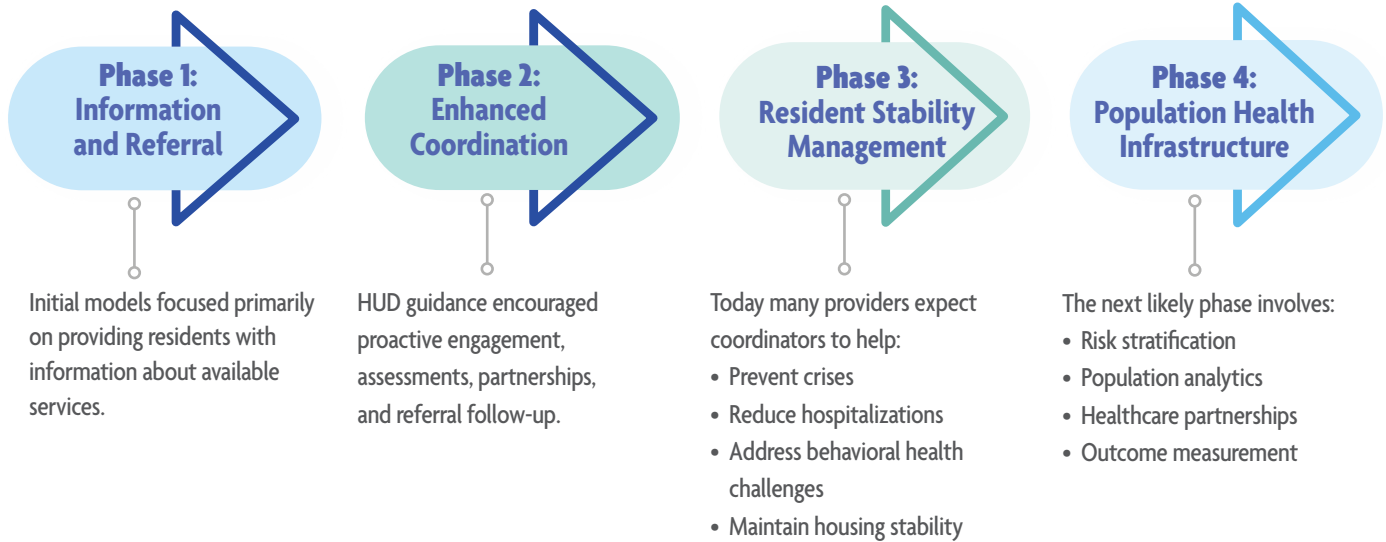 Phase 1:
Information
and Referral
Initial models focused primarily
on providing residents with
information about available
services.
Phase 2:
Enhanced
Coordination
HUD guidance encouraged
proactive engagement,
assessments, partnerships,
and referral follow-up.
Phase 3:
Resident Stability
Management
Today many providers expect
coordinators to help:
• Prevent crises
• Reduce hospitalizations
• Address behavioral health
challenges
• Maintain housing stability
Phase 4:
Population Health
Infrastructure
The next likely phase involves:
• Risk stratification
• Population analytics
• Healthcare partnerships
• Outcome measurement